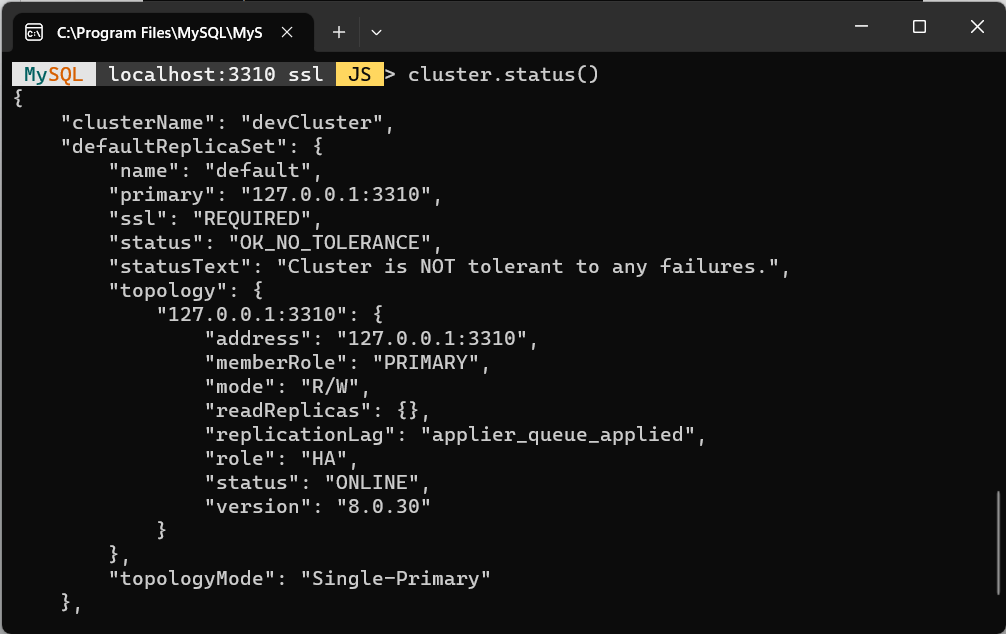 C:\Program Files\MySQL\MyS
MySQL localhost:3310 ssl JS > cluster.status()
{
    "clusterName": "devCluster",
    "defaultReplicaSet": {
        "name": "default",
        "primary": "127.0.0.1:3310",
        "ssl": "REQUIRED",
        "status": "OK_NO_TOLERANCE",
        "statusText": "Cluster is NOT tolerant to any failures.",
        "topology": {
            "127.0.0.1:3310": {
                "address": "127.0.0.1:3310",
                "memberRole": "PRIMARY",
                "mode": "R/W",
                "readReplicas": {},
                "replicationLag": "applier_queue_applied",
                "role": "HA",
                "status": "ONLINE",
                "version": "8.0.30"
            }
        },
        "topologyMode": "Single-Primary"
    },